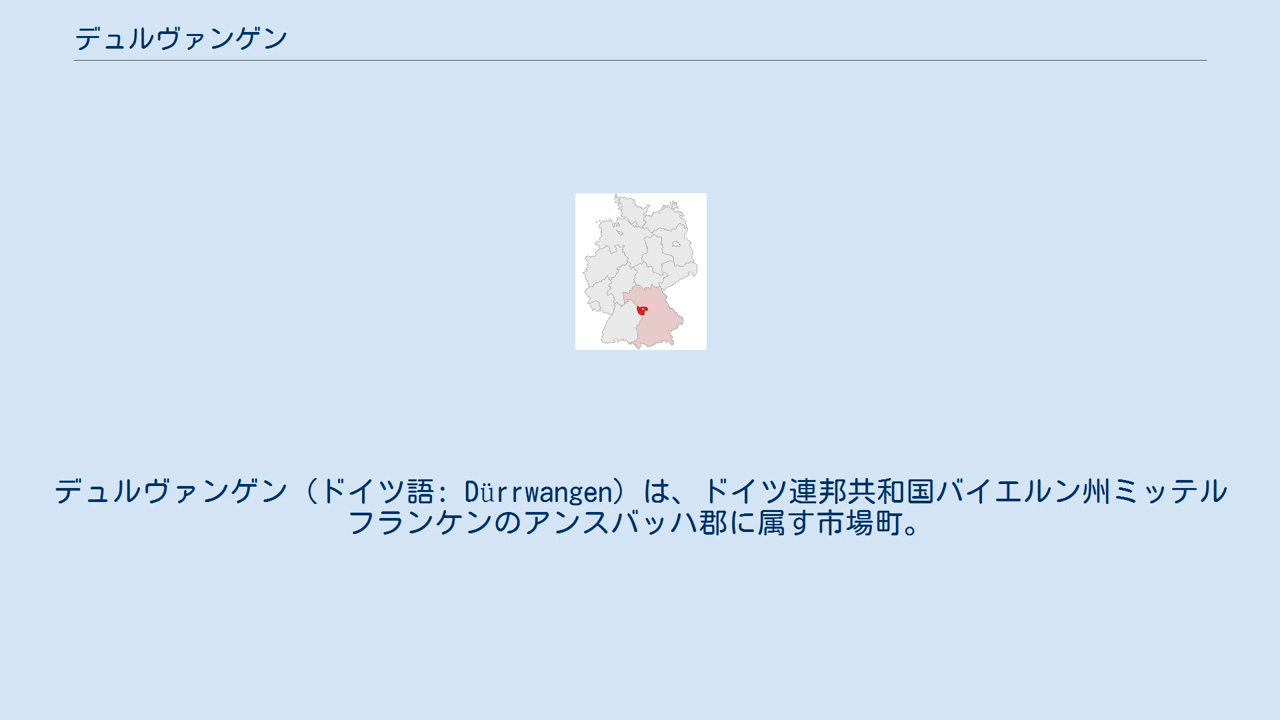 デュルヴァンゲン
デュルヴァンゲン（ドイツ語: Dürrwangen）は、ドイツ連邦共和国バイエルン州ミッテル
フランケンのアンスバッハ郡に属す市場町。